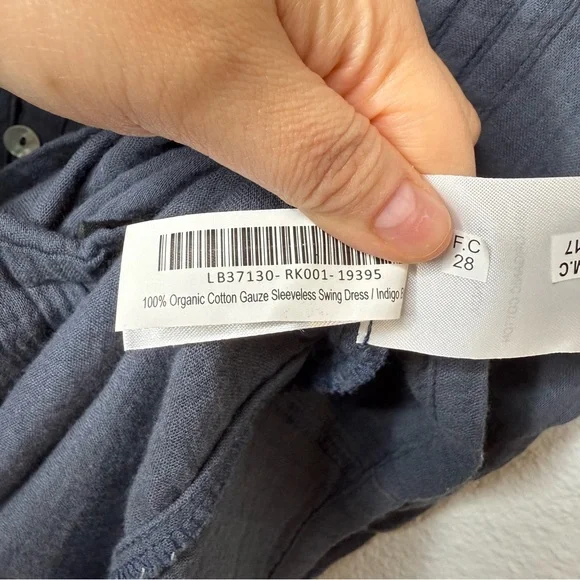 LB37130- RK001-19395
100% Organic Cotton Gauze Sleeveless Swing Dress / Indigo
F.C
28
M.C
17